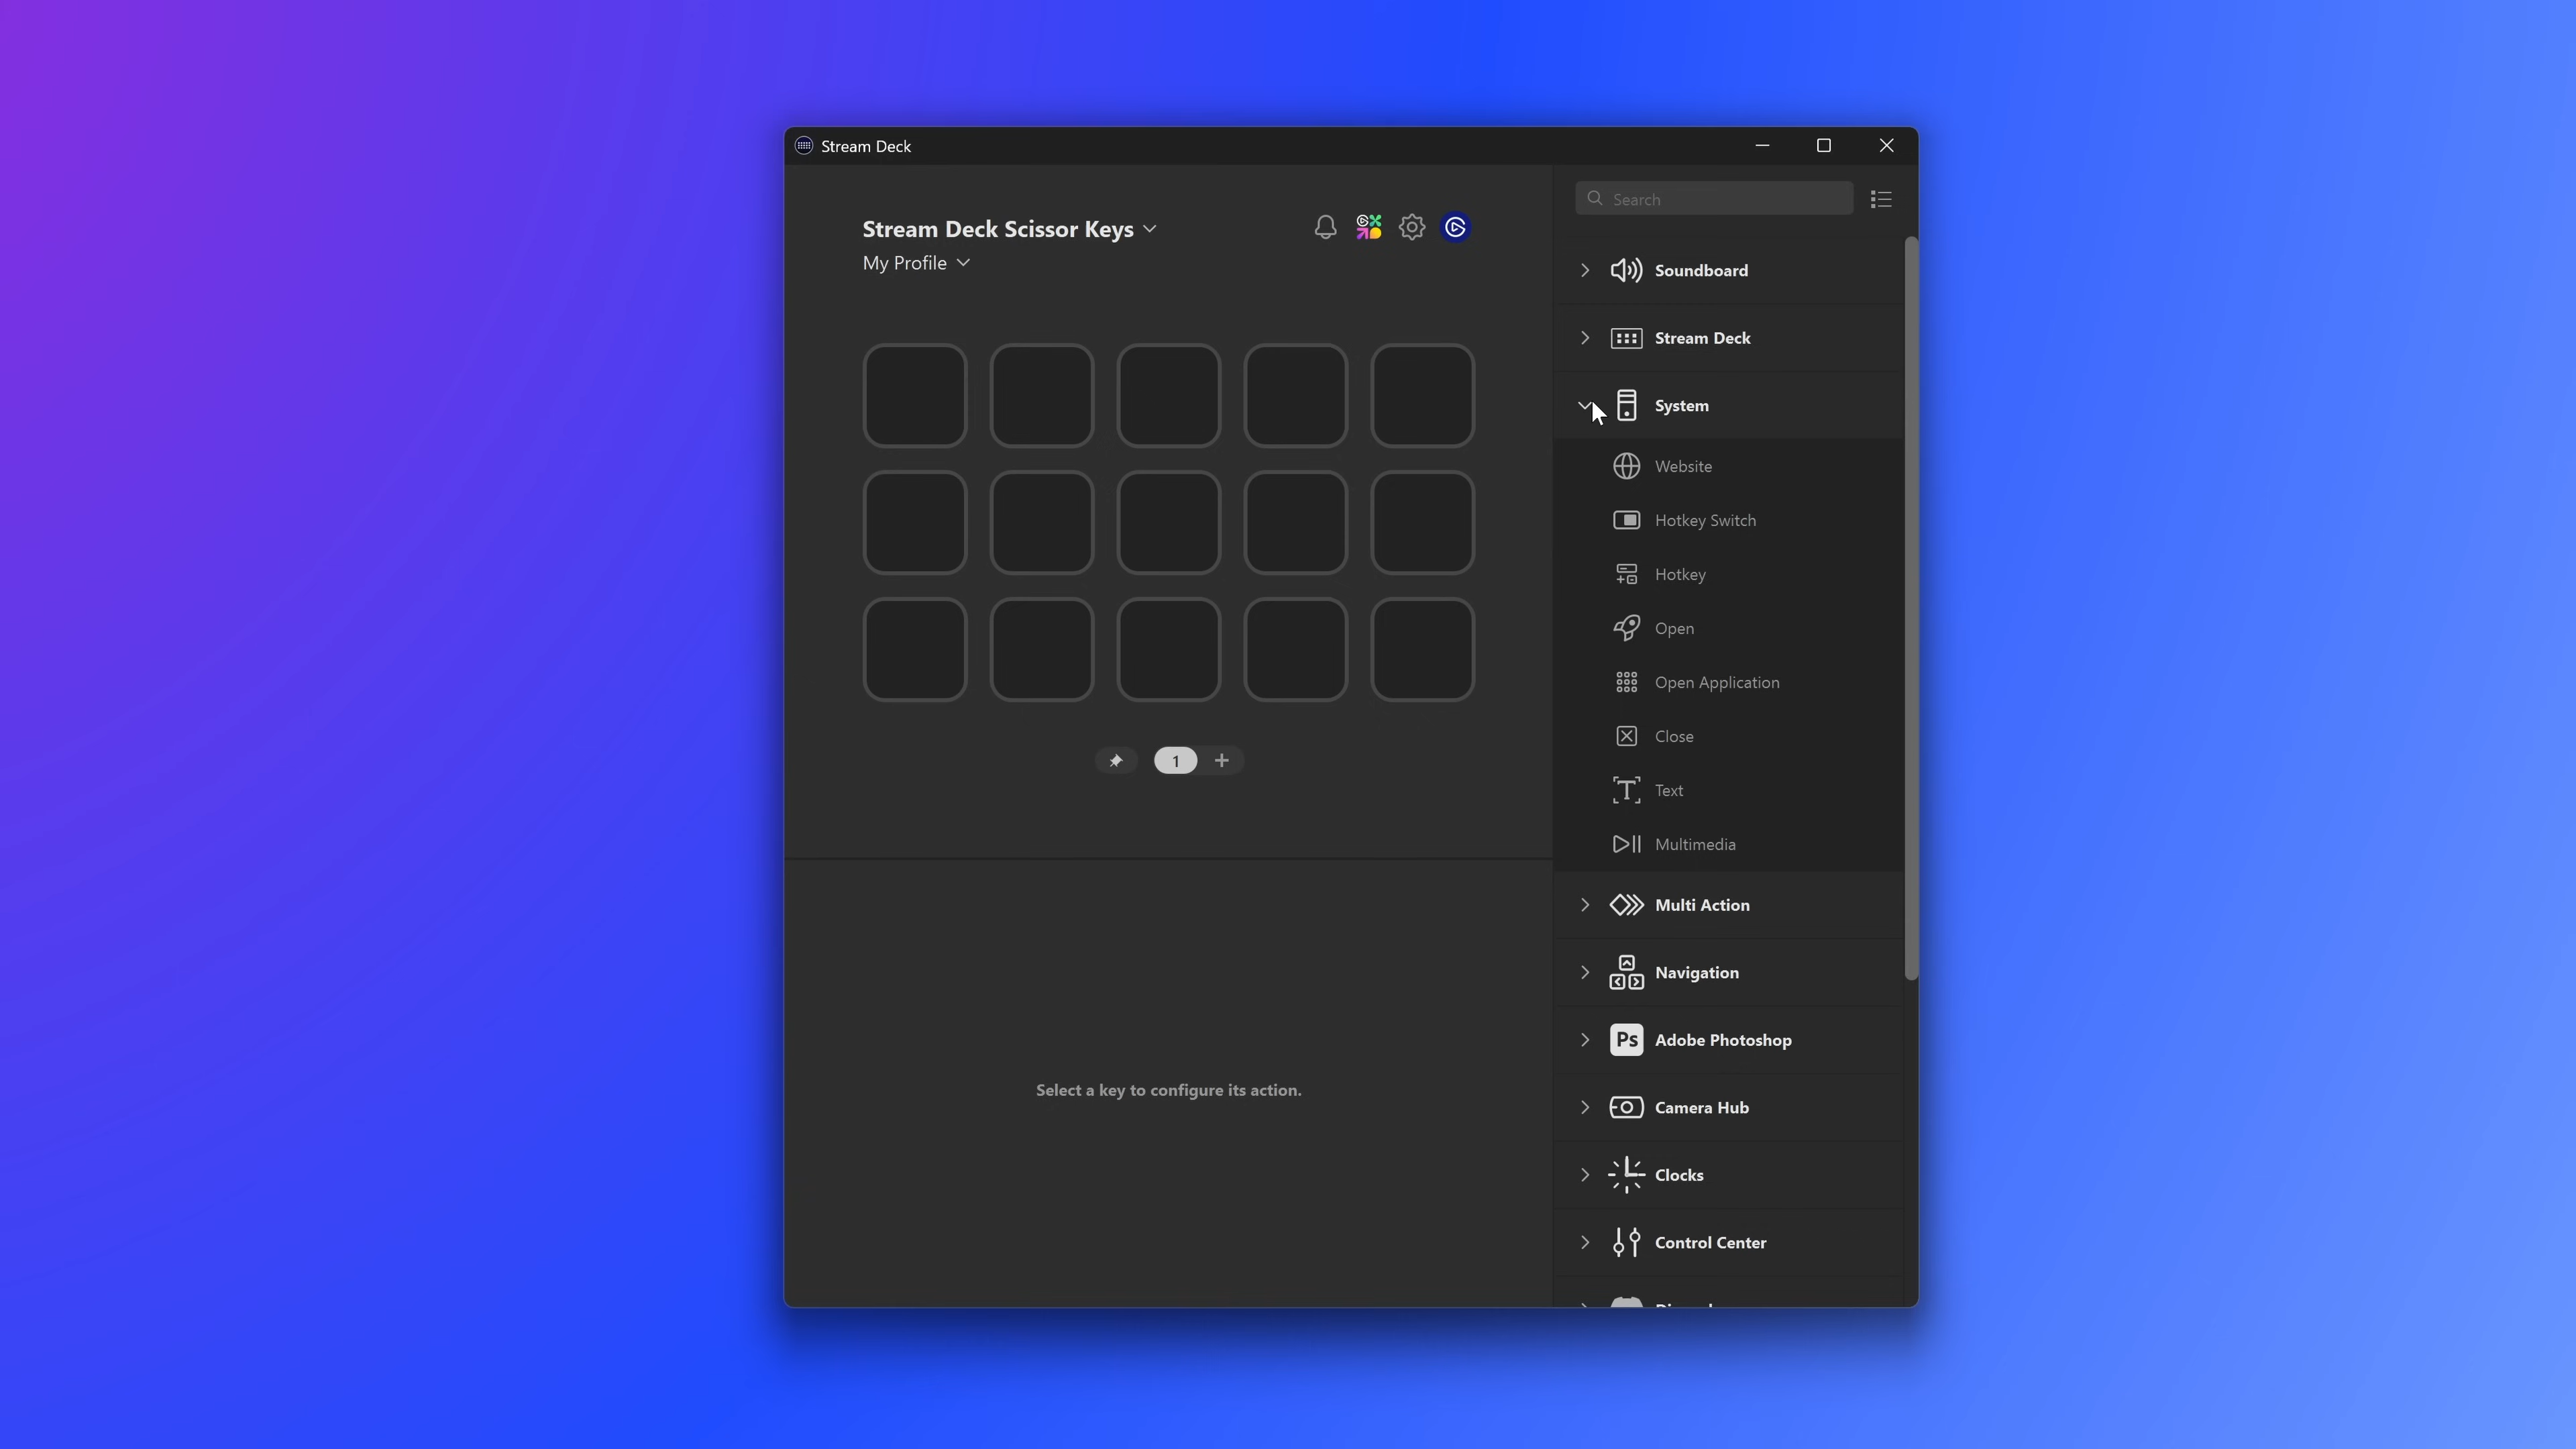 Stream Deck
Search
Stream Deck Scissor Keys
My Profile
Soundboard
Stream Deck
System
Website
Hotkey Switch
Hotkey
Open
Open Application
Close
Text
Multimedia
1
Multi Action
Navigation
Ps Adobe Photoshop
Select a key to configure its action.
Camera Hub
Clocks
Control Center